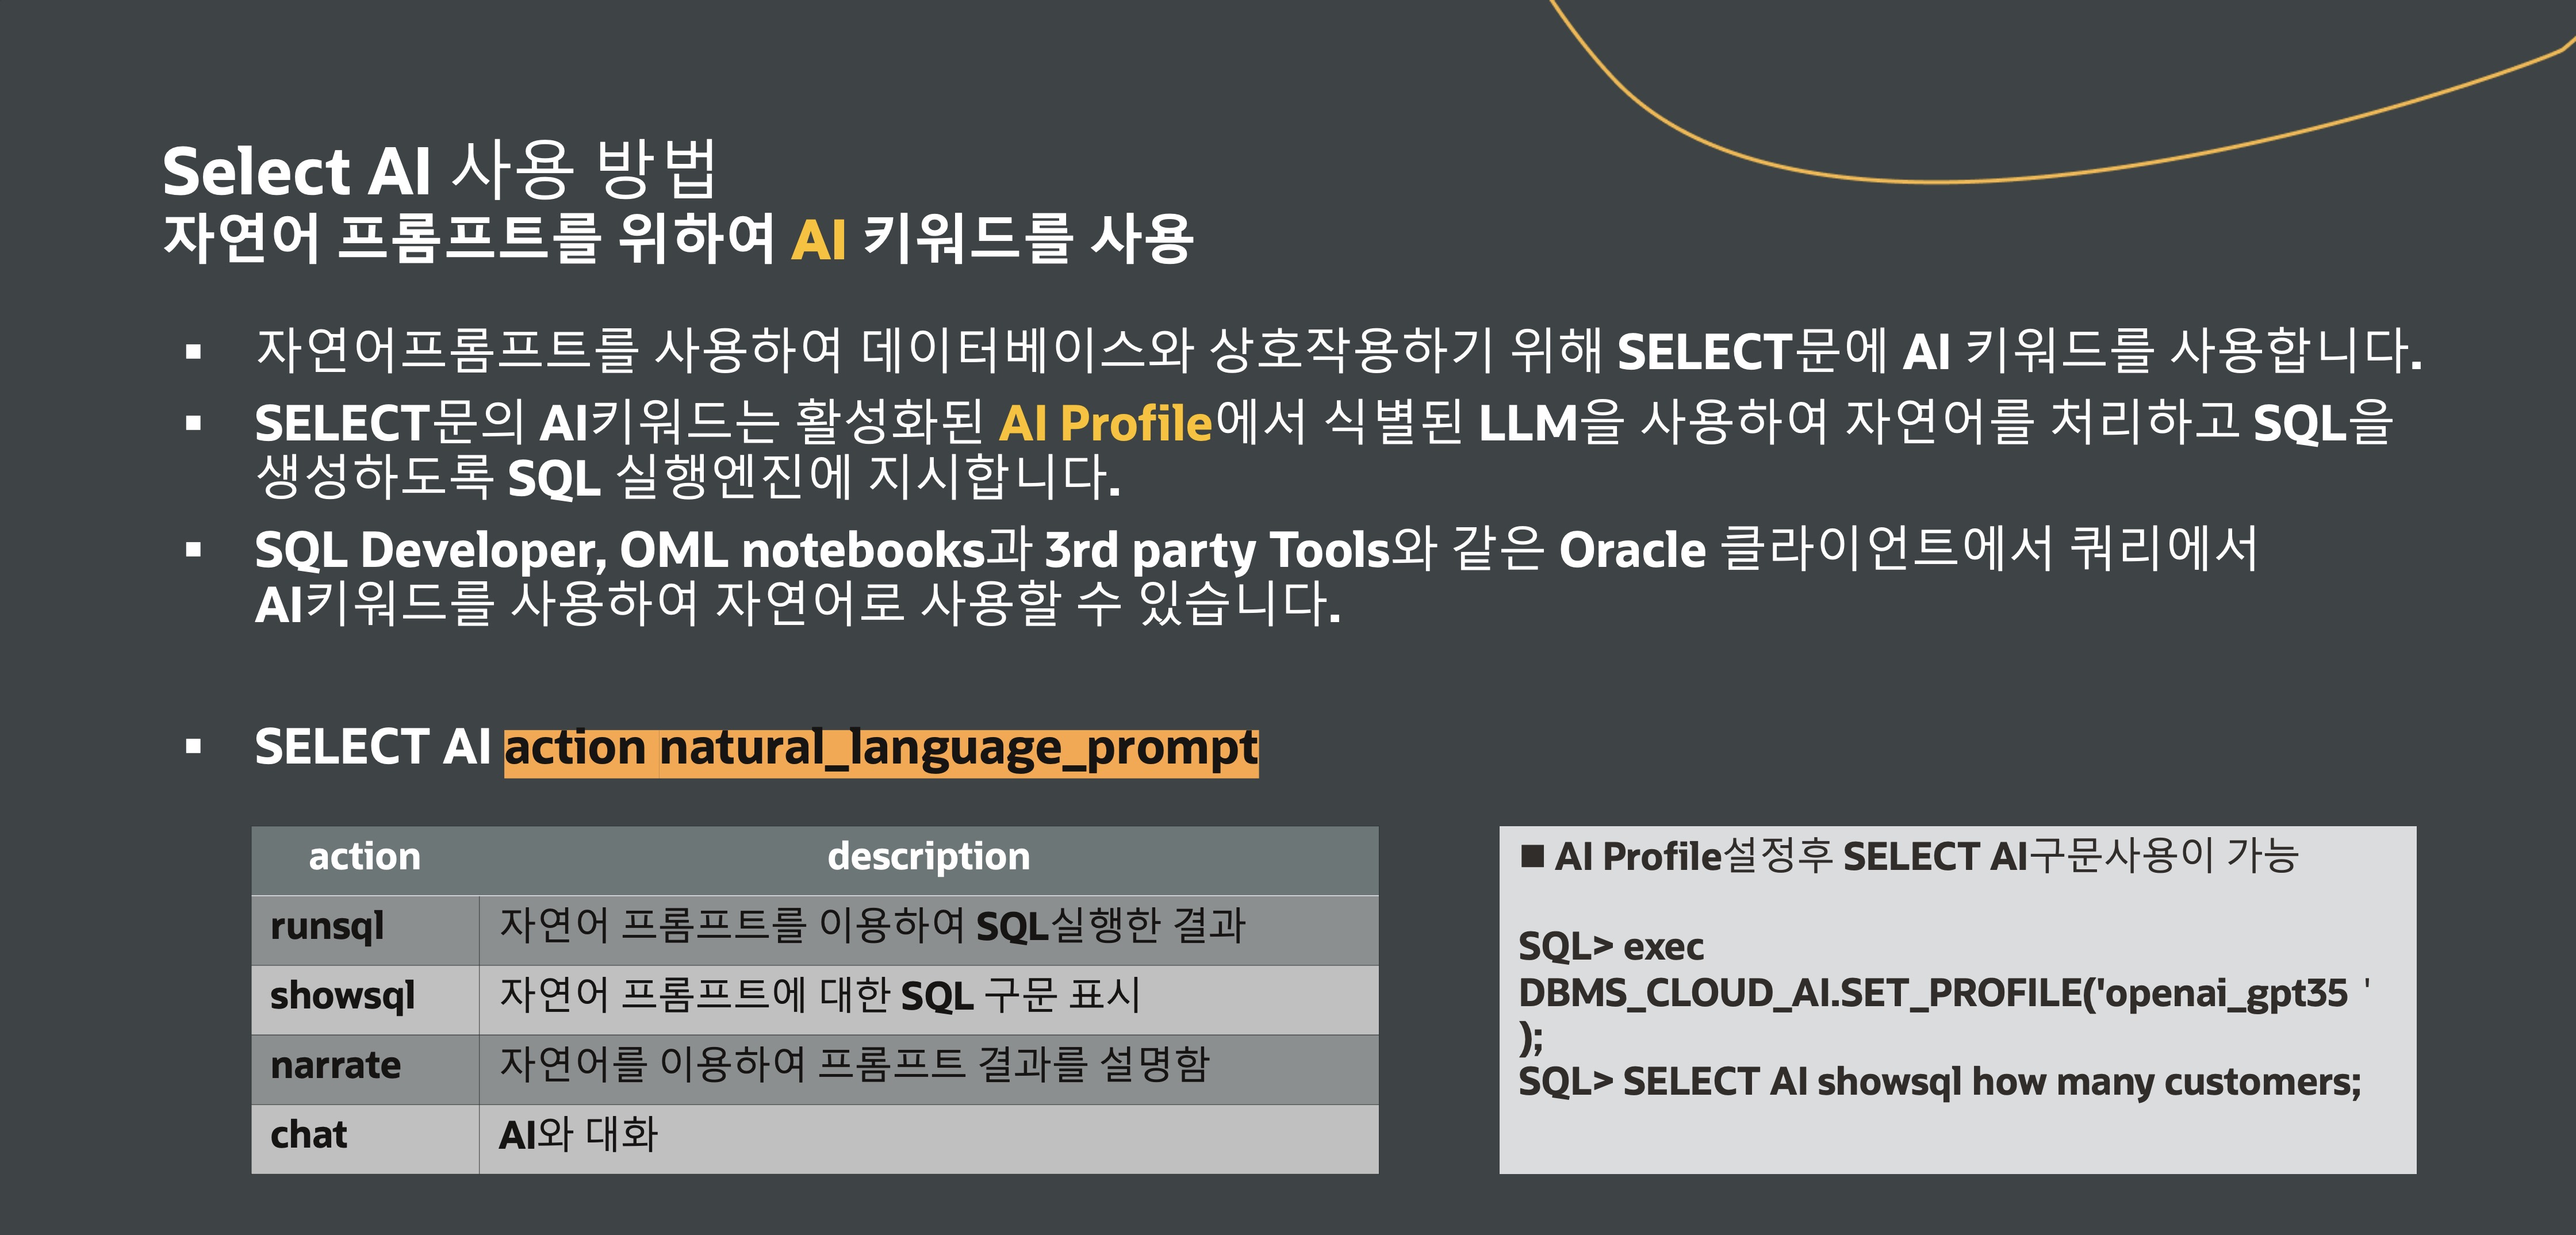 Select AI 사용 방법
자연어 프롬프트를 위하여 AI 키워드를 사용
▪ 자연어프롬프트를 사용하여 데이터베이스와 상호작용하기 위해 SELECT문에 AI 키워드를 사용합니다.
▪ SELECT문의 AI키워드는 활성화된 AI Profile에서 식별된 LLM을 사용하여 자연어를 처리하고 SQL을
생성하도록 SQL 실행엔진에 지시합니다.
▪ SQL Developer, OML notebooks과 3rd party Tools와 같은 Oracle 클라이언트에서 쿼리에서
AI키워드를 사용하여 자연어로 사용할 수 있습니다.
▪ SELECT AI action natural_language_prompt
action description
runsql 자연어 프롬프트를 이용하여 SQL실행한 결과
showsql 자연어 프롬프트에 대한 SQL 구문 표시
narrate 자연어를 이용하여 프롬프트 결과를 설명함
chat AI와 대화
■ AI Profile설정후 SELECT AI구문사용이 가능
SQL> exec
DBMS_CLOUD_AI.SET_PROFILE('openai_gpt35 '
);
SQL> SELECT AI showsql how many customers;